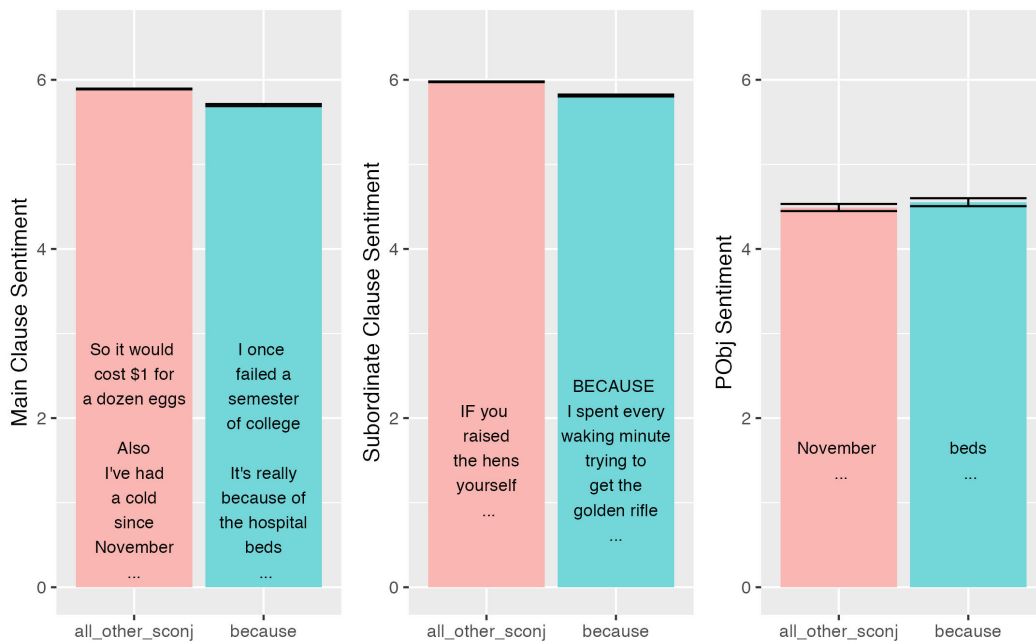 Main Clause Sentiment
6
4
2
0
So it would
cost $1 for
a dozen eggs
Also
I've had
a cold
since
November
...
I once
failed a
semester
of college
It's really
because of
the hospital
beds
...
all_other_sconj
because
Subordinate Clause Sentiment
6
4
2
0
IF you
raised
the hens
yourself
...
BECAUSE
I spent every
waking minute
trying to
get the
golden rifle
...
all_other_sconj
because
PObj Sentiment
6
4
2
0
November
...
beds
...
all_other_sconj
because